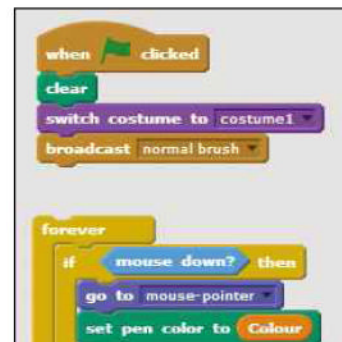 when clicked
clear
switch costume to costume1
broadcast normal brush
forever
if mouse down? then
go to mouse-pointer
set pen color to Colour